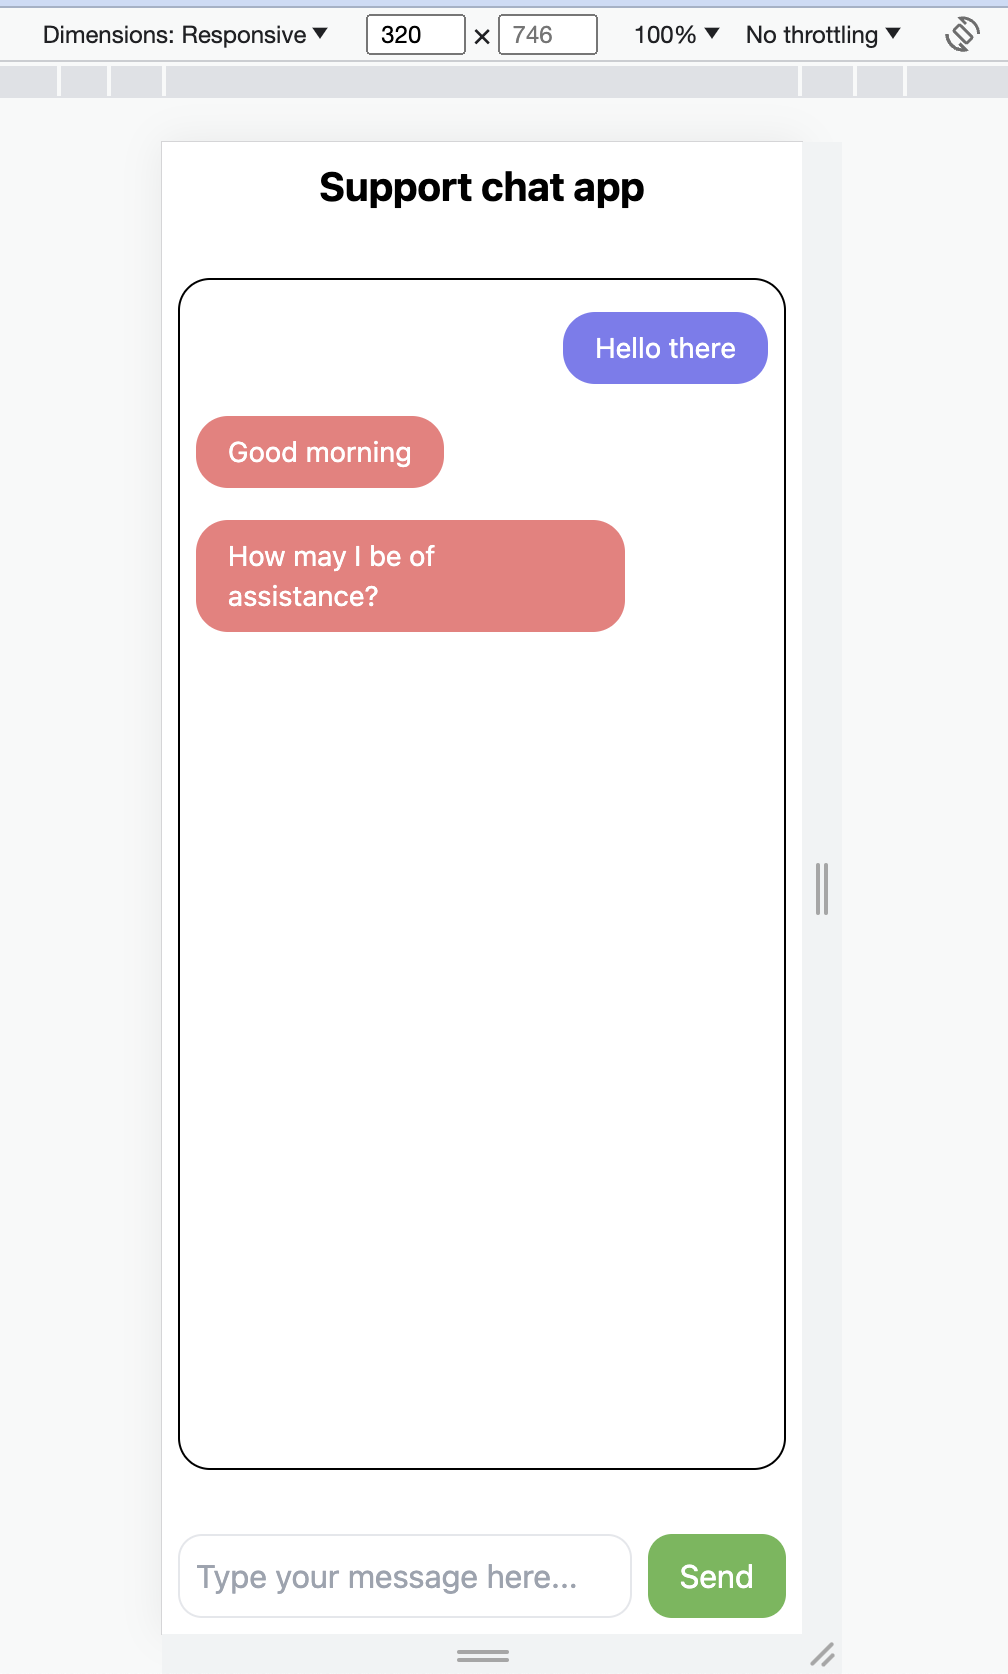 Dimensions: Responsive ▼ 320 × 746 100% ▼ No throttling ▼
Support chat app
Hello there
Good morning
How may I be of
assistance?
Type your message here...
Send